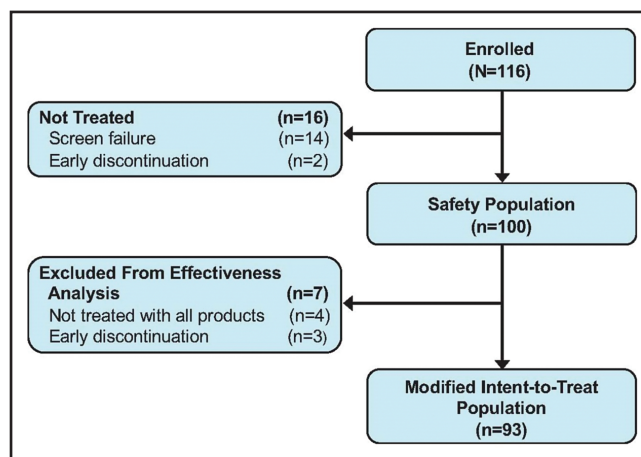 Enrolled
(N=116)
Not Treated (n=16)
Screen failure (n=14)
Early discontinuation (n=2)
Safety Population
(n=100)
Excluded From Effectiveness
Analysis (n=7)
Not treated with all products (n=4)
Early discontinuation (n=3)
Modified Intent-to-Treat
Population
(n=93)